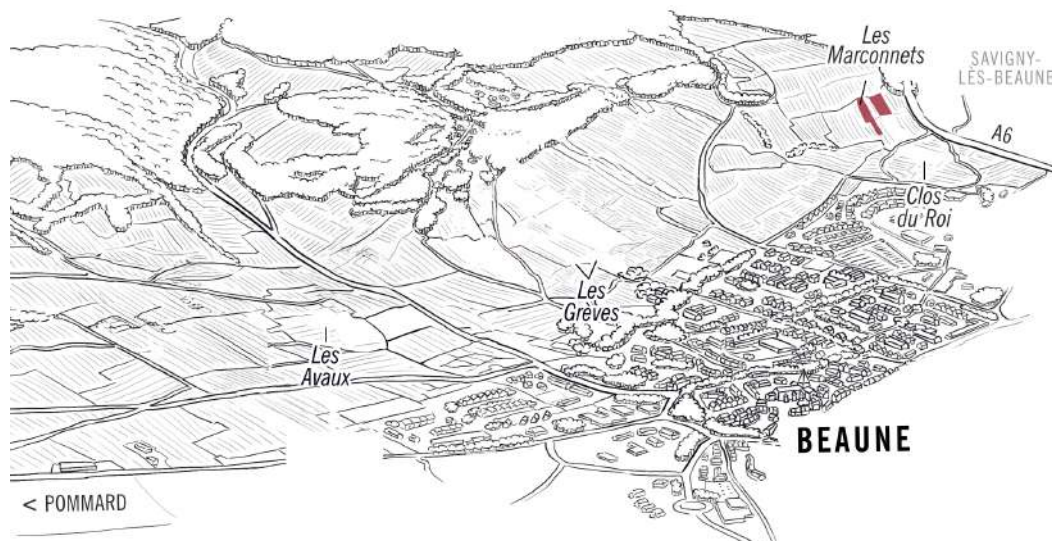 Les
Marconnets
SAVIGNY-
LÈS-BEAUNE
A6
Clos
du Roi
Les
Grèves
Les
Avaux
BEAUNE
< POMMARD